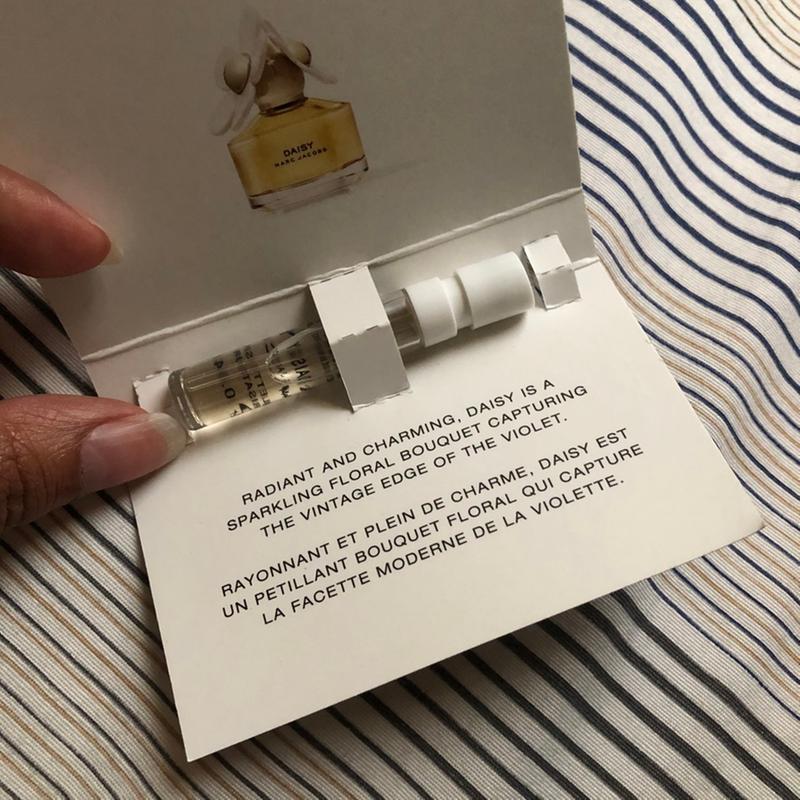 DAISY
MARC JACOBS
RADIANT AND CHARMING, DAISY IS A
SPARKLING FLORAL BOUQUET CAPTURING
THE VINTAGE EDGE OF THE VIOLET.
RAYONNANT ET PLEIN DE CHARME, DAISY EST
UN PETILLANT BOUQUET FLORAL QUI CAPTURE
LA FACETTE MODERNE DE LA VIOLETTE.